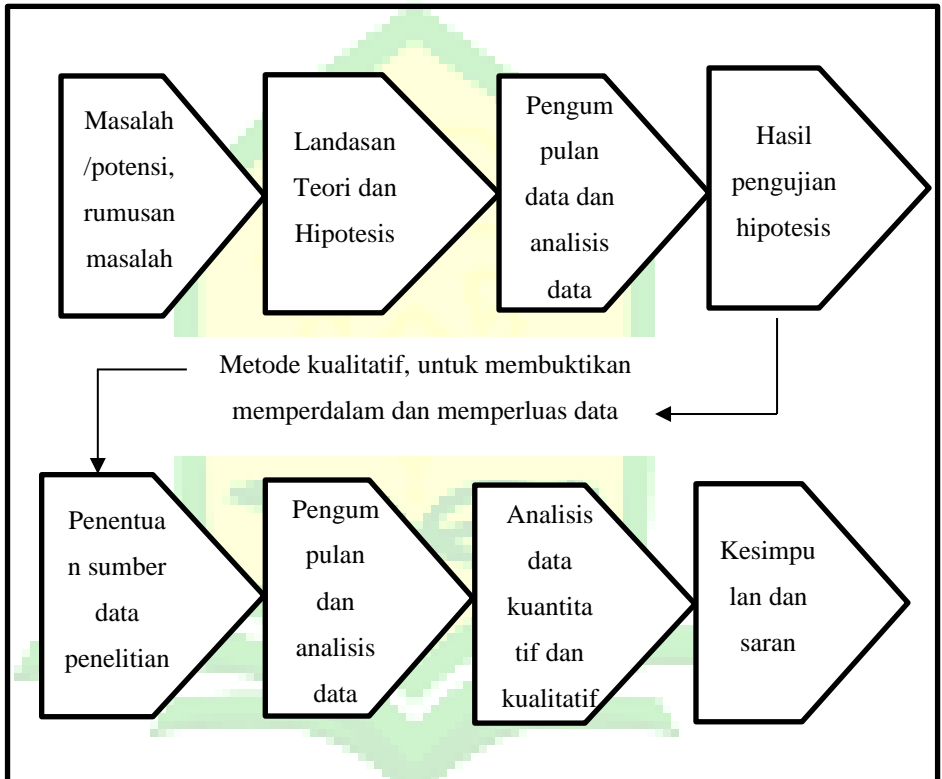 Masalah
/potensi,
rumusan
masalah
Landasan
Teori dan
Hipotesis
Pengum
pulan
data dan
analisis
data
Hasil
pengujian
hipotesis
Metode kualitatif, untuk membuktikan
memperdalam dan memperluas data
Penentua
n sumber
data
penelitian
Pengum
pulan
dan
analisis
data
Analisis
data
kuantita
tif dan
kualitatif
Kesimpu
lan dan
saran